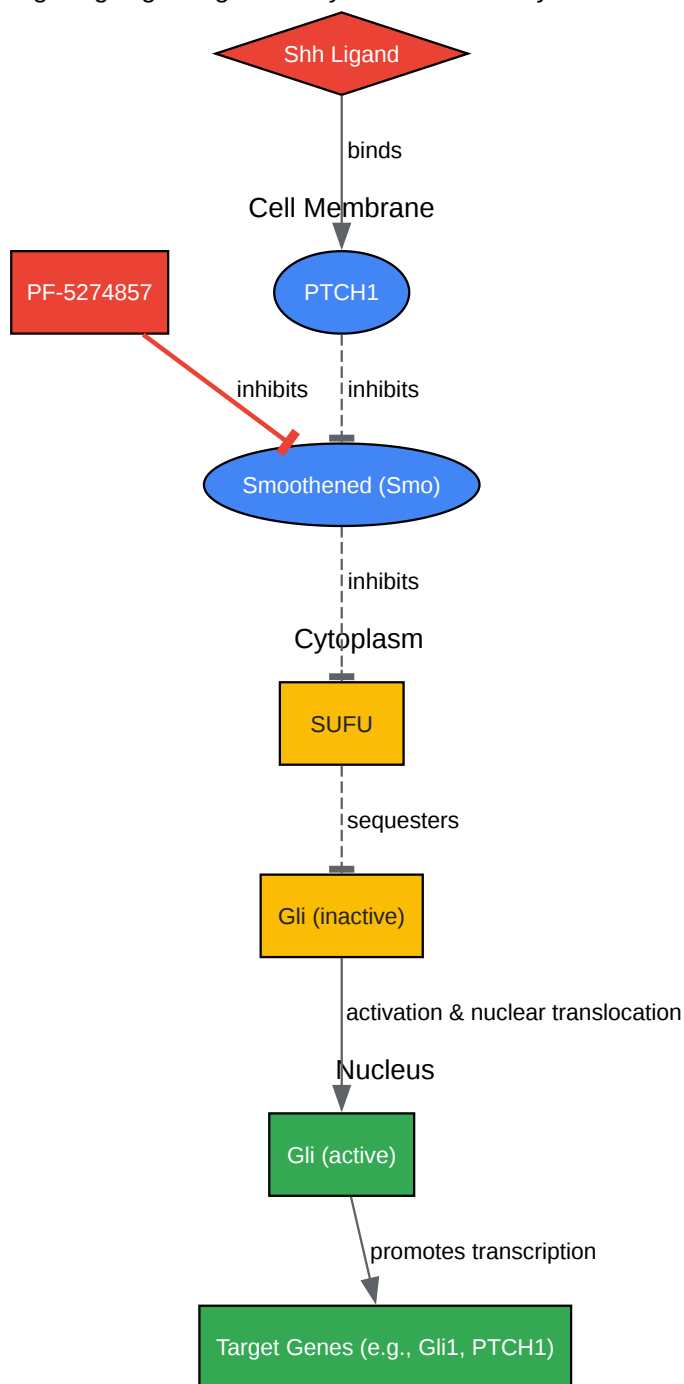 Shh Ligand
binds
Cell Membrane
PF-5274857
PTCH1
inhibits
inhibits
Smoothened (Smo)
inhibits
Cytoplasm
SUFU
sequesters
Gli (inactive)
activation & nuclear translocation
Nucleus
Gli (active)
promotes transcription
Target Genes (e.g., Gli1, PTCH1)